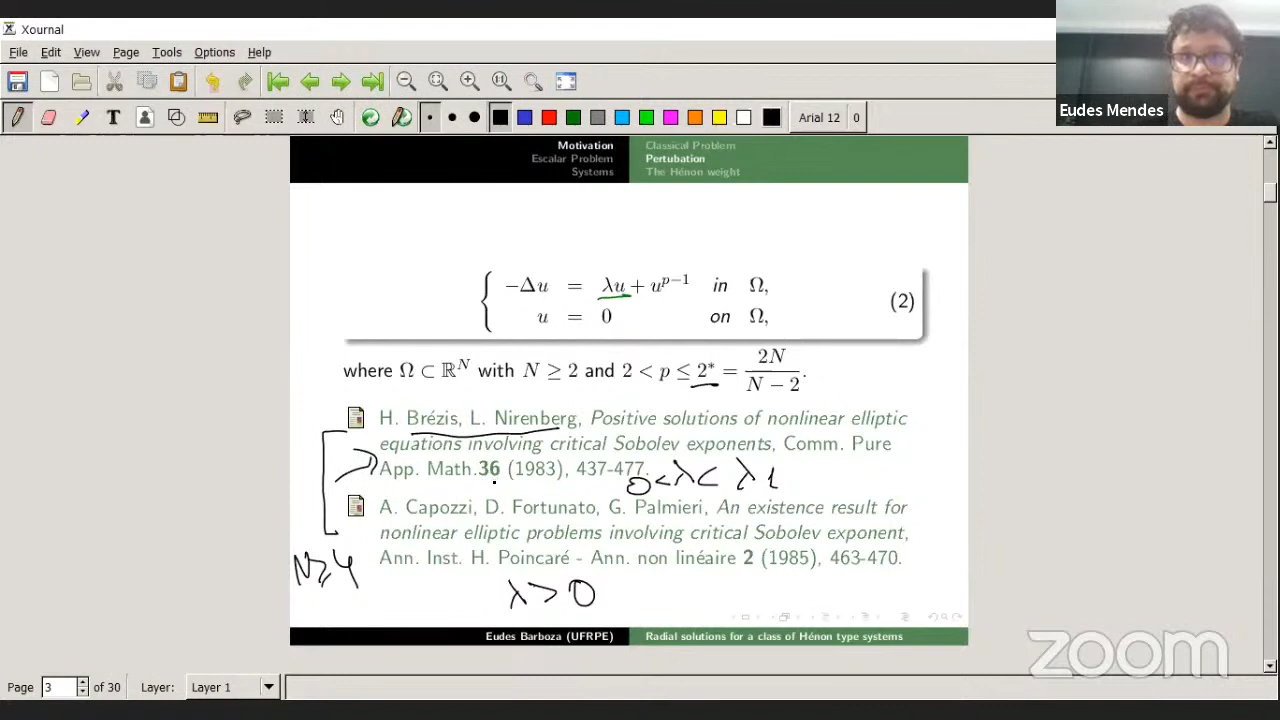 Xournal
File Edit View Page Tools Options Help
Arial 12 0
Eudes Mendes
Motivation Classical Problem
Escalar Problem Pertubation
Systems The Hénon weight
−Δu = λu + u^{p−1} in Ω,
u = 0 on Ω,
(2)
where Ω ⊂ ℝ^N with N ≥ 2 and 2 < p ≤ 2* = 2N / (N − 2).
H. Brézis, L. Nirenberg, Positive solutions of nonlinear elliptic
equations involving critical Sobolev exponents, Comm. Pure
App. Math.36 (1983), 437-477.
0 < λ < λ1
A. Capozzi, D. Fortunato, G. Palmieri, An existence result for
nonlinear elliptic problems involving critical Sobolev exponent,
Ann. Inst. H. Poincaré - Ann. non linéaire 2 (1985), 463-470.
N ≥ 4
λ > 0
Eudes Barboza (UFRPE) Radial solutions for a class of Hénon type systems
zoom
Page 3 of 30 Layer: Layer 1